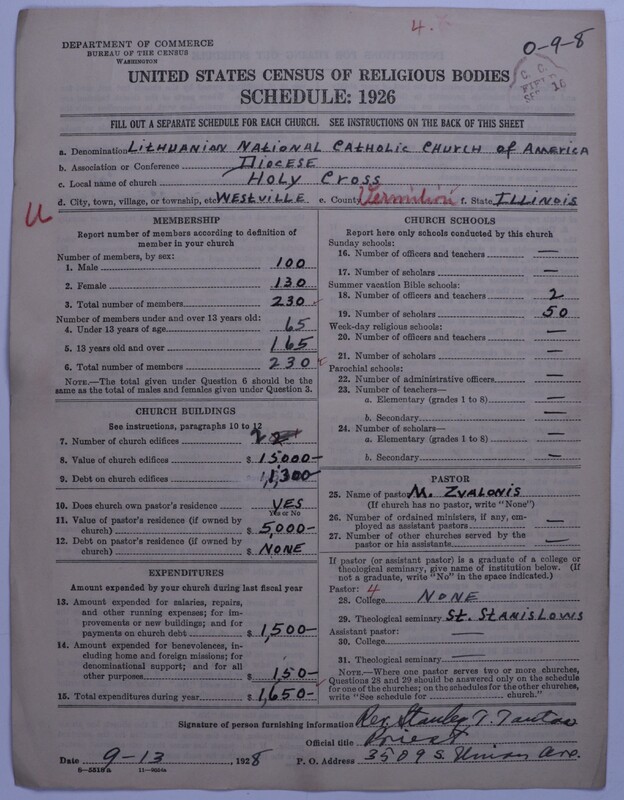 4.
0-9-8
DEPARTMENT OF COMMERCE
BUREAU OF THE CENSUS
WASHINGTON
UNITED STATES CENSUS OF RELIGIOUS BODIES
SCHEDULE: 1926
FILL OUT A SEPARATE SCHEDULE FOR EACH CHURCH. SEE INSTRUCTIONS ON THE BACK OF THIS SHEET
a. Denomination LITHUANIAN NATIONAL CATHOLIC CHURCH of AMERICA
b. Association or Conference DIOCESE
c. Local name of church HOLY CROSS
d. City, town, village, or township, etc. WESTVILLE e. County Vermilion f. State ILLINOIS
U
MEMBERSHIP
Report number of members according to definition of
member in your church
Number of members, by sex:
1. Male 100
2. Female 130
3. Total number of members 230
Number of members under and over 13 years old:
4. Under 13 years of age 65
5. 13 years old and over 165
6. Total number of members 230
NOTE.—The total given under Question 6 should be the
same as the total of males and females given under Question 3.
CHURCH BUILDINGS
See instructions, paragraphs 10 to 12
7. Number of church edifices 2
8. Value of church edifices $ 15000-
9. Debt on church edifices $ 1,300-
10. Does church own pastor's residence YES
Yes or No
11. Value of pastor's residence (if owned by
church) $ 5,000-
12. Debt on pastor's residence (if owned by
church) $ NONE
EXPENDITURES
Amount expended by your church during last fiscal year
13. Amount expended for salaries, repairs,
and other running expenses; for im-
provements or new buildings; and for
payments on church debt $ 1,500-
14. Amount expended for benevolences, in-
cluding home and foreign missions; for
denominational support; and for all
other purposes $ 150-
15. Total expenditures during year $ 1,650-
CHURCH SCHOOLS
Report here only schools conducted by this church
Sunday schools:
16. Number of officers and teachers —
17. Number of scholars —
Summer vacation Bible schools:
18. Number of officers and teachers 2
19. Number of scholars 50
Week-day religious schools:
20. Number of officers and teachers —
21. Number of scholars —
Parochial schools:
22. Number of administrative officers —
23. Number of teachers—
a. Elementary (grades 1 to 8) —
b. Secondary —
24. Number of scholars—
a. Elementary (grades 1 to 8) —
b. Secondary —
PASTOR
25. Name of pastor M. ZVALONIS
(If church has no pastor, write "None")
26. Number of ordained ministers, if any, em-
ployed as assistant pastors —
27. Number of other churches served by the
pastor or his assistants —
If pastor (or assistant pastor) is a graduate of a college or
theological seminary, give name of institution below. (If
not a graduate, write "No" in the space indicated.)
Pastor: 4
28. College NONE
29. Theological seminary ST. STANISLOWS
Assistant pastor:
30. College —
31. Theological seminary —
NOTE.—Where one pastor serves two or more churches,
Questions 28 and 29 should be answered only on the schedule
for one of the churches; on the schedules for the other churches,
write "See schedule for church."
Signature of person furnishing information Rev. Stanley T.
Official title Priest
Date 9-13, 1928 P. O. Address 3509 S. Union Ave.